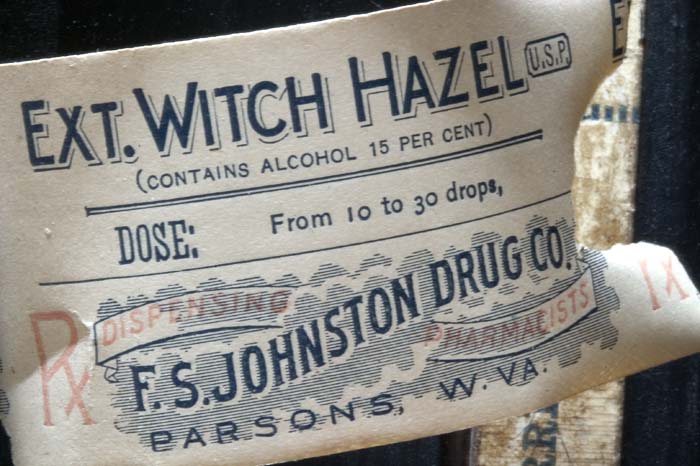 EXT. WITCH HAZEL U.S.P.
(CONTAINS ALCOHOL 15 PER CENT)
DOSE: From 10 to 30 drops,
DISPENSING
F. S. JOHNSTON DRUG CO.
PHARMACISTS
Rx
PARSONS, W. VA.